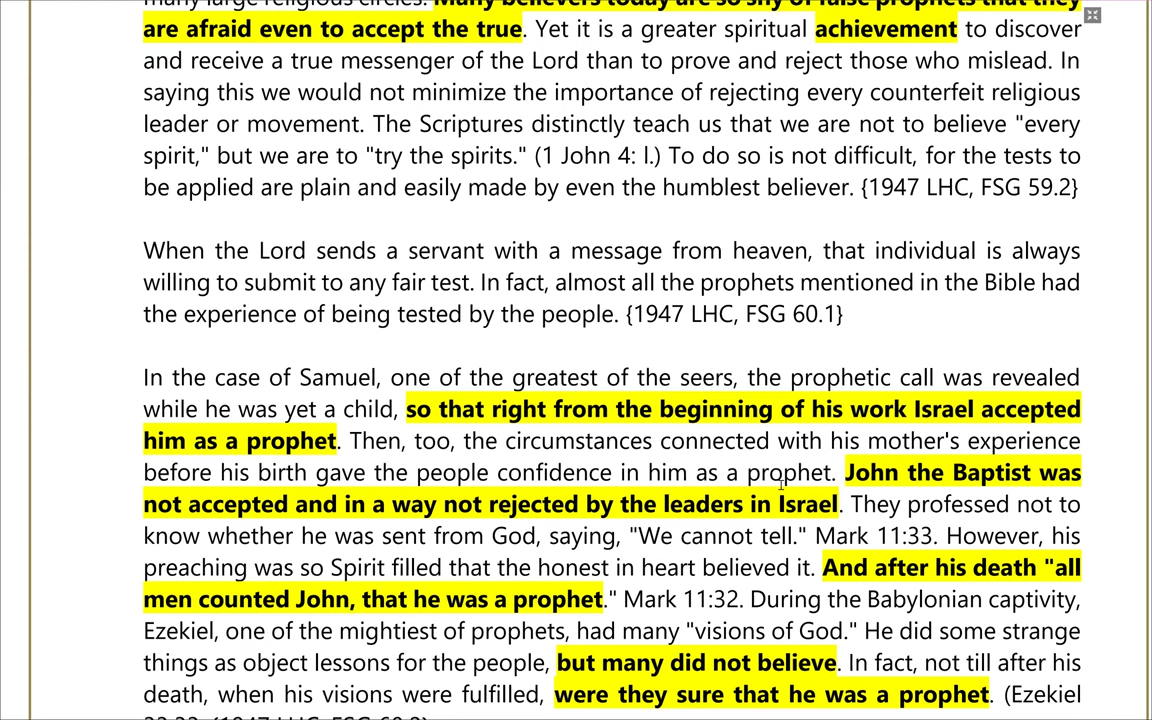 many large religious circles. Many believers today are so shy of false prophets that they
are afraid even to accept the true. Yet it is a greater spiritual achievement to discover
and receive a true messenger of the Lord than to prove and reject those who mislead. In
saying this we would not minimize the importance of rejecting every counterfeit religious
leader or movement. The Scriptures distinctly teach us that we are not to believe "every
spirit," but we are to "try the spirits." (1 John 4: l.) To do so is not difficult, for the tests to
be applied are plain and easily made by even the humblest believer. {1947 LHC, FSG 59.2}
When the Lord sends a servant with a message from heaven, that individual is always
willing to submit to any fair test. In fact, almost all the prophets mentioned in the Bible had
the experience of being tested by the people. {1947 LHC, FSG 60.1}
In the case of Samuel, one of the greatest of the seers, the prophetic call was revealed
while he was yet a child, so that right from the beginning of his work Israel accepted
him as a prophet. Then, too, the circumstances connected with his mother's experience
before his birth gave the people confidence in him as a prophet. John the Baptist was
not accepted and in a way not rejected by the leaders in Israel. They professed not to
know whether he was sent from God, saying, "We cannot tell." Mark 11:33. However, his
preaching was so Spirit filled that the honest in heart believed it. And after his death "all
men counted John, that he was a prophet." Mark 11:32. During the Babylonian captivity,
Ezekiel, one of the mightiest of prophets, had many "visions of God." He did some strange
things as object lessons for the people, but many did not believe. In fact, not till after his
death, when his visions were fulfilled, were they sure that he was a prophet. (Ezekiel